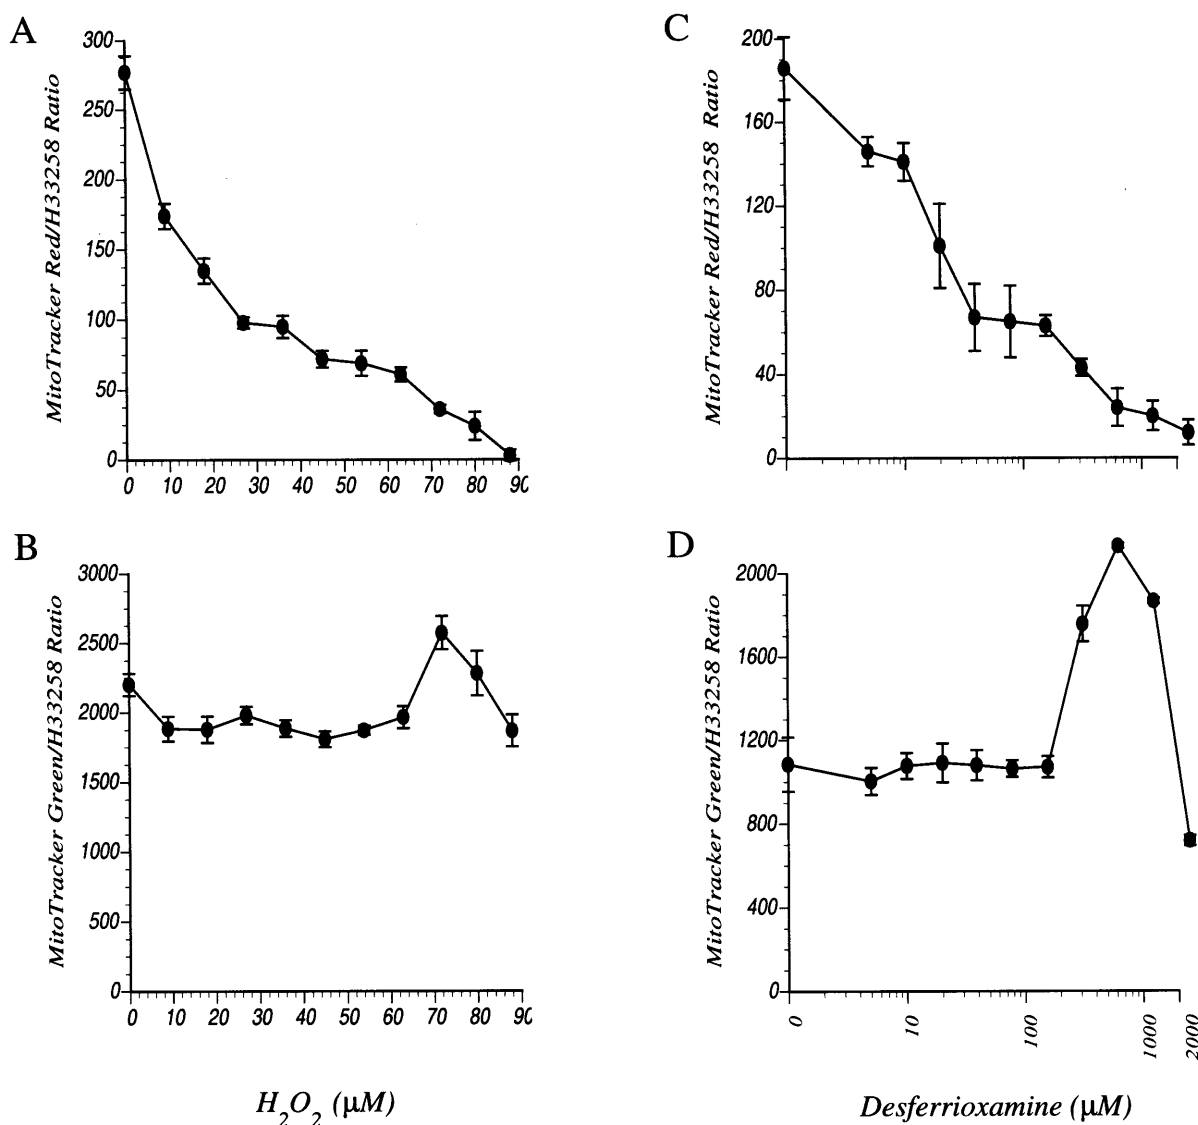 A
MitoTracker Red/H33258 Ratio
300
250
200
150
100
50
0
0 10 20 30 40 50 60 70 80 90
C
MitoTracker Red/H33258 Ratio
200
160
120
80
40
0
B
MitoTracker Green/H33258 Ratio
3000
2500
2000
1500
1000
500
0
0 10 20 30 40 50 60 70 80 90
H2O2 (μM)
D
MitoTracker Green/H33258 Ratio
2000
1600
1200
800
400
0
0 10 100 1000 2000
Desferrioxamine (μM)